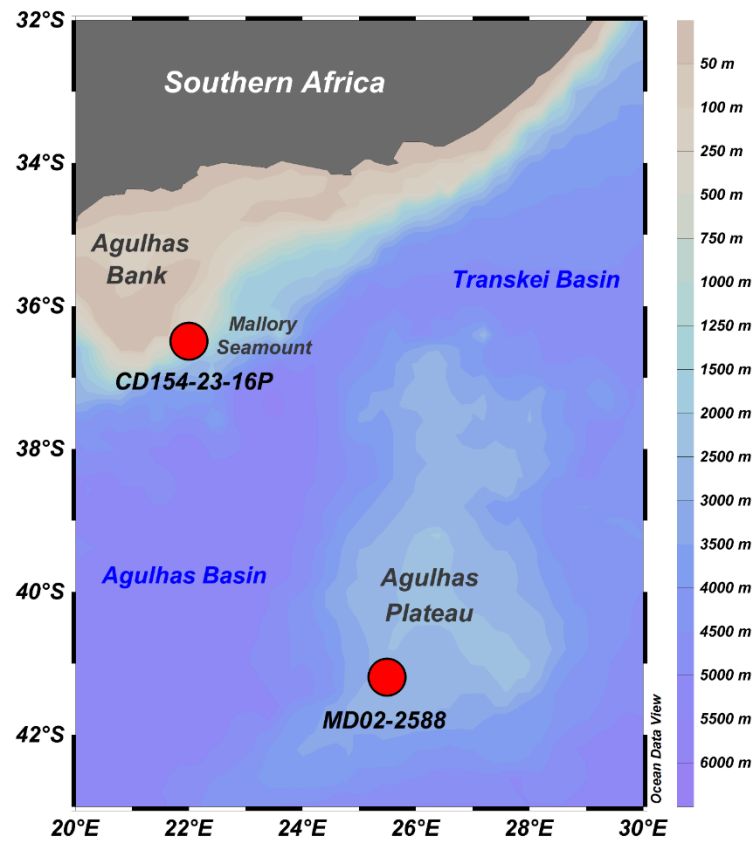 32°S
34°S
36°S
38°S
40°S
42°S
Southern Africa
Agulhas
Bank
Transkei Basin
Mallory
Seamount
CD154-23-16P
Agulhas Basin
Agulhas
Plateau
MD02-2588
20°E
22°E
24°E
26°E
28°E
30°E
Ocean Data View
50 m
100 m
250 m
500 m
750 m
1000 m
1250 m
2000 m
2500 m
3000 m
3500 m
4000 m
4500 m
5000 m
5500 m
6000 m